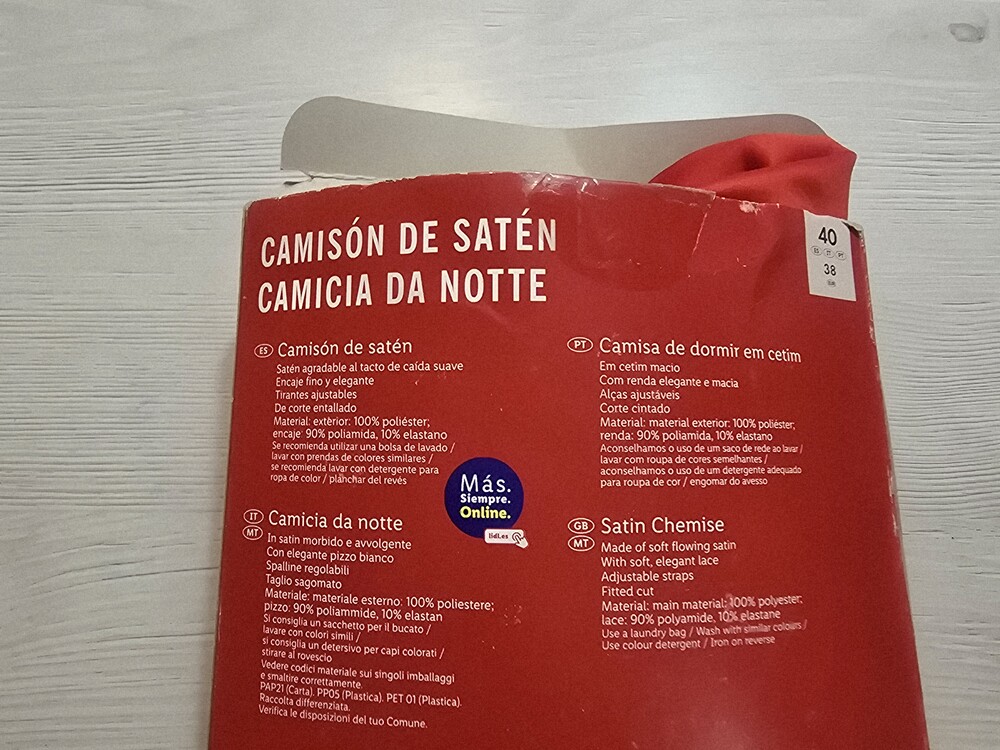 CAMISÓN DE SATÉN
CAMICIA DA NOTTE
40
ES IT PT
38
ES Camisón de satén
Satén agradable al tacto de caída suave
Encaje fino y elegante
Tirantes ajustables
De corte entallado
Material: exterior: 100% poliéster;
encaje: 90% poliamida, 10% elastano
Se recomienda utilizar una bolsa de lavado /
lavar con prendas de colores similares /
se recomienda lavar con detergente para
ropa de color / planchar del revés
PT Camisa de dormir em cetim
Em cetim macio
Com renda elegante e macia
Alças ajustáveis
Corte cintado
Material: material exterior: 100% poliéster;
renda: 90% poliamida, 10% elastano
Aconselhamos o uso de um saco de rede ao lavar /
lavar com roupa de cores semelhantes /
aconselhamos o uso de um detergente adequado
para roupa de cor / engomar do avesso
Más.
Siempre.
Online.
lidl.es
IT MT Camicia da notte
In satin morbido e avvolgente
Con elegante pizzo bianco
Spalline regolabili
Taglio sagomato
Materiale: materiale esterno: 100% poliestere;
pizzo: 90% poliammide, 10% elastan
Si consiglia un sacchetto per il bucato /
lavare con colori simili /
si consiglia un detersivo per capi colorati /
stirare al rovescio
Vedere codici materiale sui singoli imballaggi
e smaltire correttamente.
PAP21 (Carta). PP05 (Plastica). PET 01 (Plastica).
Raccolta differenziata.
Verifica le disposizioni del tuo Comune.
GB MT Satin Chemise
Made of soft flowing satin
With soft, elegant lace
Adjustable straps
Fitted cut
Material: main material: 100% polyester;
lace: 90% polyamide, 10% elastane
Use a laundry bag / Wash with similar colours /
Use colour detergent / Iron on reverse